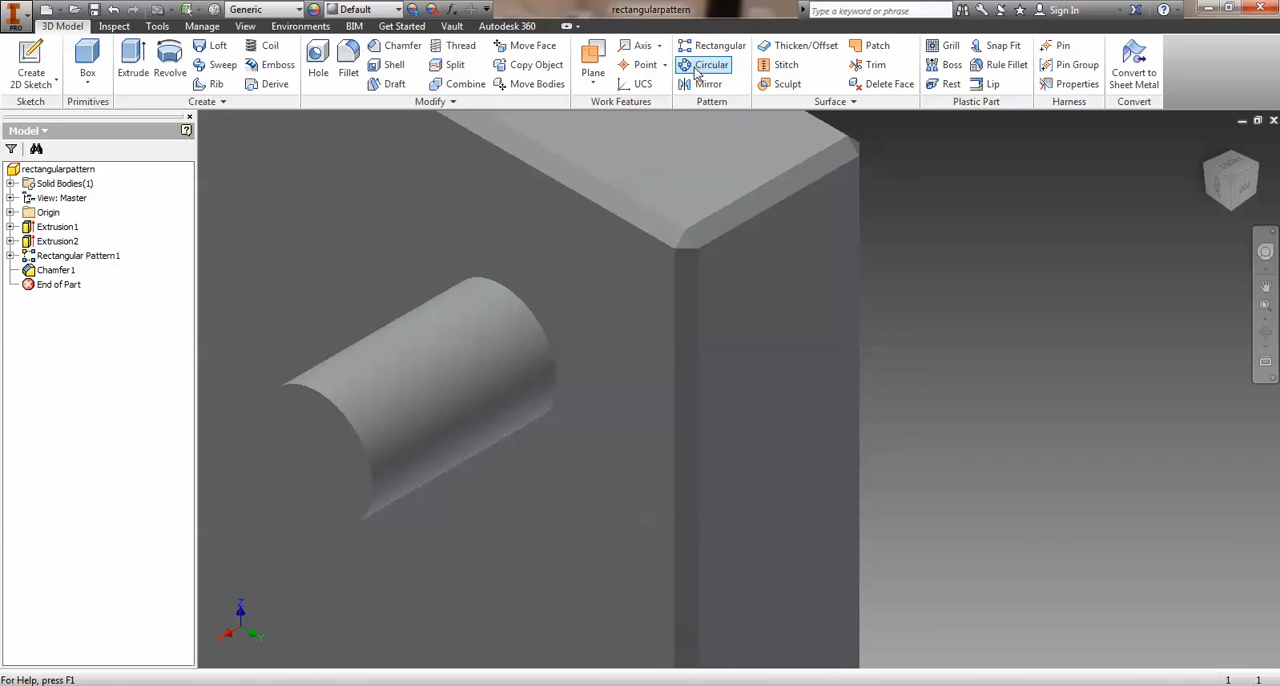 PRO
Generic
Default
fx
rectangularpattern
Type a keyword or phrase
Sign In
3D Model
Inspect
Tools
Manage
View
Environments
BIM
Get Started
Vault
Autodesk 360
Create
2D Sketch
Sketch
Box
Primitives
Extrude
Revolve
Loft
Sweep
Rib
Coil
Emboss
Derive
Create
Hole
Fillet
Chamfer
Shell
Draft
Thread
Split
Combine
Move Face
Copy Object
Move Bodies
Modify
Plane
Axis
Point
UCS
Work Features
Rectangular
Circular
Mirror
Pattern
Thicken/Offset
Stitch
Sculpt
Patch
Trim
Delete Face
Surface
Grill
Boss
Rest
Snap Fit
Rule Fillet
Lip
Plastic Part
Pin
Pin Group
Properties
Harness
Convert to
Sheet Metal
Convert
Model
rectangularpattern
Solid Bodies(1)
View: Master
Origin
Extrusion1
Extrusion2
Rectangular Pattern1
Chamfer1
End of Part
Z
For Help, press F1
1 1